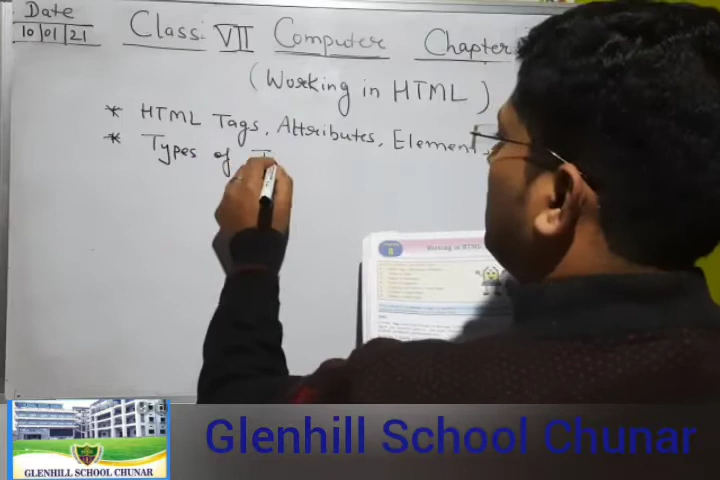 Date
10/01/21
Class: VII Computer Chapter
(Working in HTML)
* HTML Tags, Attributes, Element
* Types of T
8 Working in HTML
GLENHILL SCHOOL CHUNAR
Glenhill School Chunar